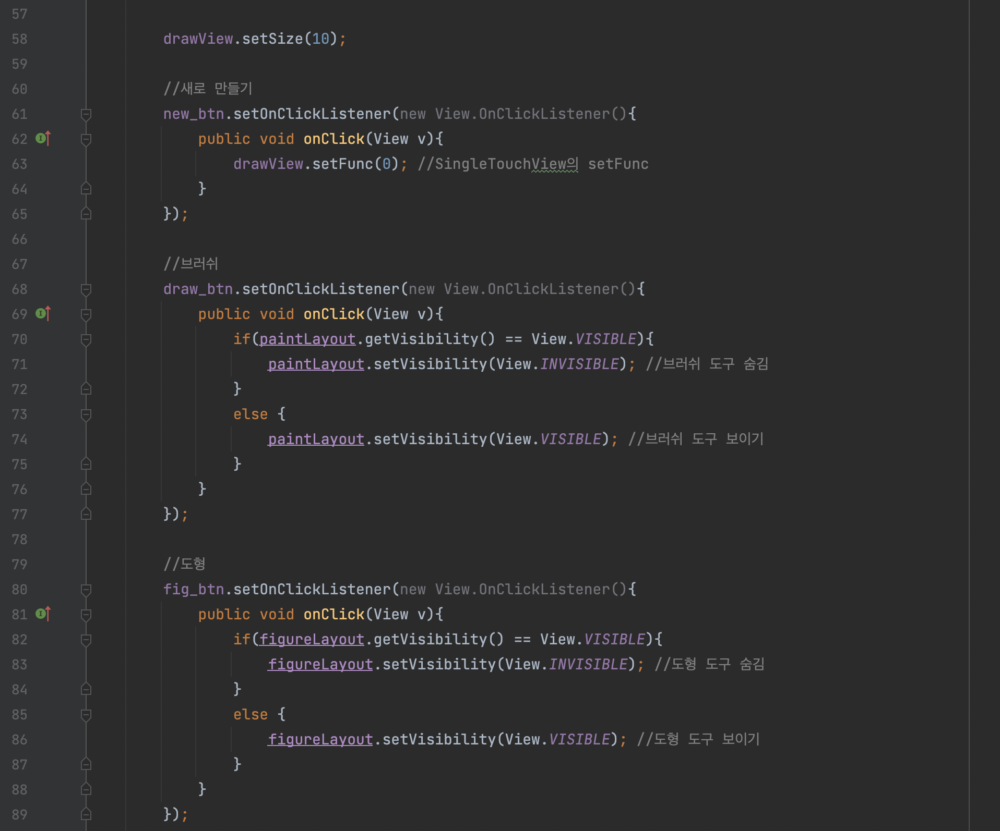 57
58 drawView.setSize(10);
59
60 //새로 만들기
61 new_btn.setOnClickListener(new View.OnClickListener(){
62 public void onClick(View v){
63 drawView.setFunc(0); //SingleTouchView의 setFunc
64 }
65 });
66
67 //브러쉬
68 draw_btn.setOnClickListener(new View.OnClickListener(){
69 public void onClick(View v){
70 if(paintLayout.getVisibility() == View.VISIBLE){
71 paintLayout.setVisibility(View.INVISIBLE); //브러쉬 도구 숨김
72 }
73 else {
74 paintLayout.setVisibility(View.VISIBLE); //브러쉬 도구 보이기
75 }
76 }
77 });
78
79 //도형
80 fig_btn.setOnClickListener(new View.OnClickListener(){
81 public void onClick(View v){
82 if(figureLayout.getVisibility() == View.VISIBLE){
83 figureLayout.setVisibility(View.INVISIBLE); //도형 도구 숨김
84 }
85 else {
86 figureLayout.setVisibility(View.VISIBLE); //도형 도구 보이기
87 }
88 }
89 });